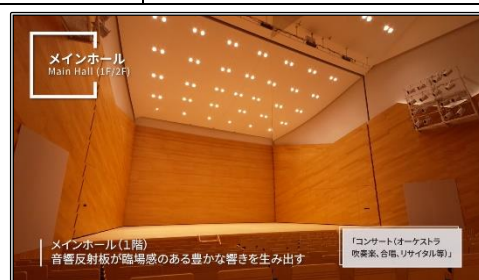 メインホール
Main Hall (1F/2F)
メインホール(1階)
音響反射板が臨場感のある豊かな響きを生み出す
「コンサート(オーケストラ
吹奏楽、合唱、リサイタル等)」